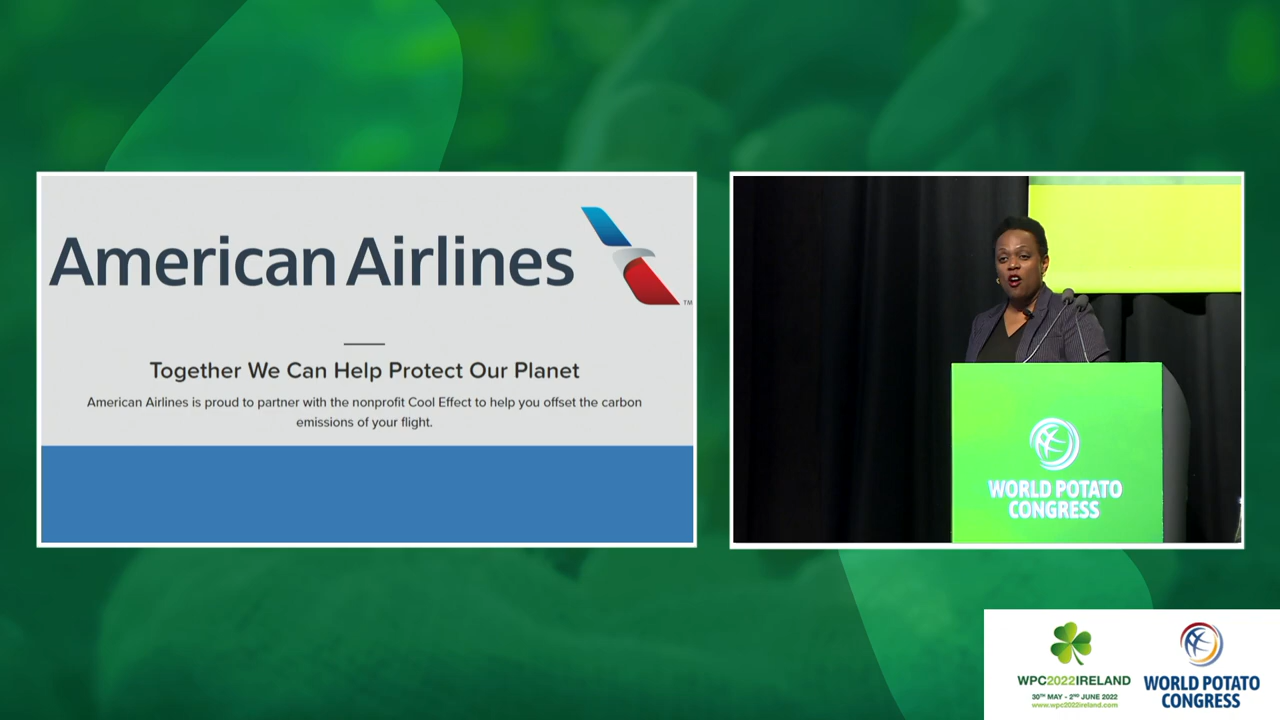 American Airlines
TM
Together We Can Help Protect Our Planet
American Airlines is proud to partner with the nonprofit Cool Effect to help you offset the carbon
emissions of your flight.
WORLD POTATO
CONGRESS
WPC2022IRELAND
30TH MAY - 2ND JUNE 2022
www.wpc2022ireland.com
WORLD POTATO
CONGRESS